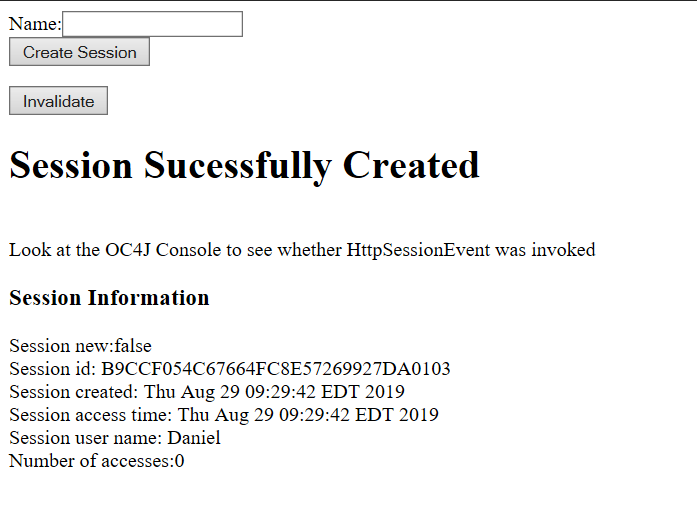 Name:
Create Session
Invalidate
Session Sucessfully Created
Look at the OC4J Console to see whether HttpSessionEvent was invoked
Session Information
Session new:false
Session id: B9CCF054C67664FC8E57269927DA0103
Session created: Thu Aug 29 09:29:42 EDT 2019
Session access time: Thu Aug 29 09:29:42 EDT 2019
Session user name: Daniel
Number of accesses:0